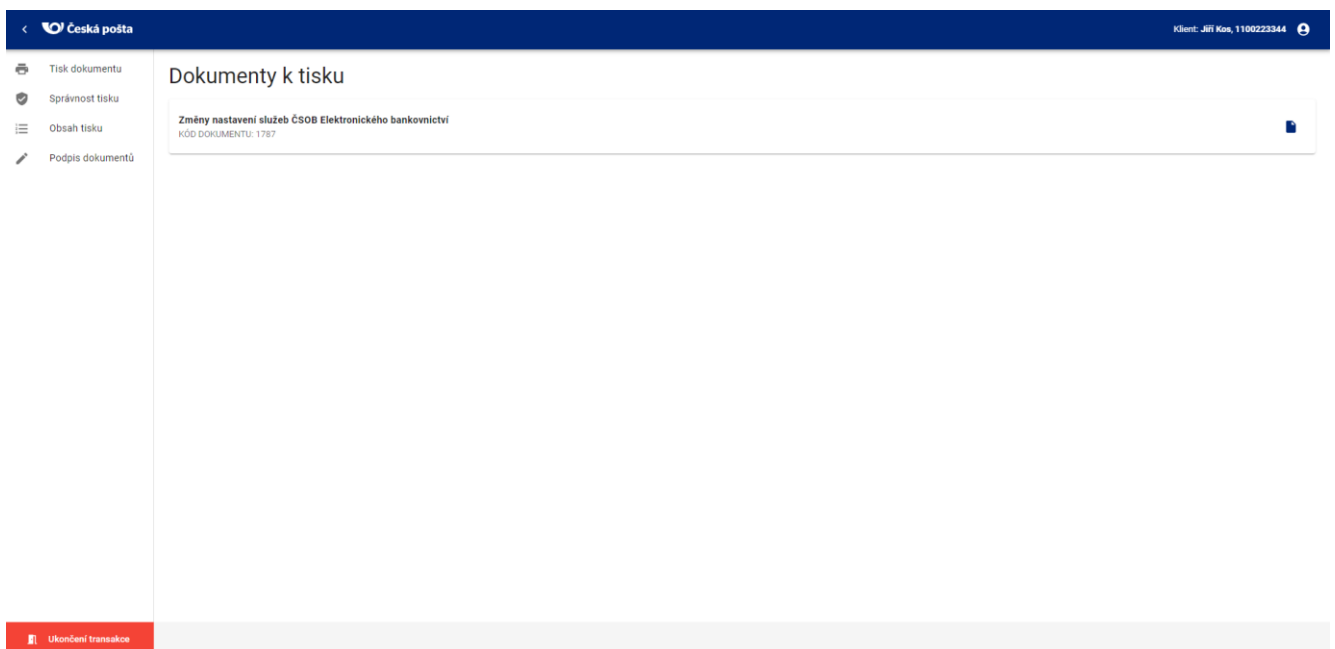 Česká pošta
Klient: Jiří Kos, 1100223344
Tisk dokumentu
Správnost tisku
Obsah tisku
Podpis dokumentů
Dokumenty k tisku
Změny nastavení služeb ČSOB Elektronického bankovnictví
KÓD DOKUMENTU: 1787
Ukončení transakce